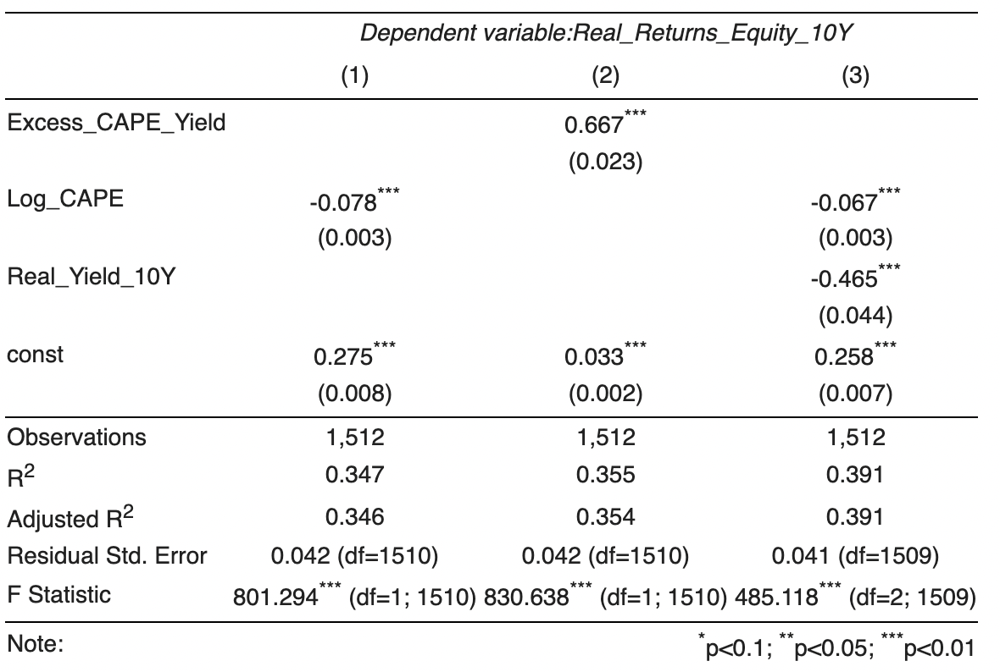 Dependent variable:Real_Returns_Equity_10Y
(1) (2) (3)
Excess_CAPE_Yield 0.667***
(0.023)
Log_CAPE -0.078*** -0.067***
(0.003) (0.003)
Real_Yield_10Y -0.465***
(0.044)
const 0.275*** 0.033*** 0.258***
(0.008) (0.002) (0.007)
Observations 1,512 1,512 1,512
R2 0.347 0.355 0.391
Adjusted R2 0.346 0.354 0.391
Residual Std. Error 0.042 (df=1510) 0.042 (df=1510) 0.041 (df=1509)
F Statistic 801.294*** (df=1; 1510) 830.638*** (df=1; 1510) 485.118*** (df=2; 1509)
Note: *p<0.1; **p<0.05; ***p<0.01